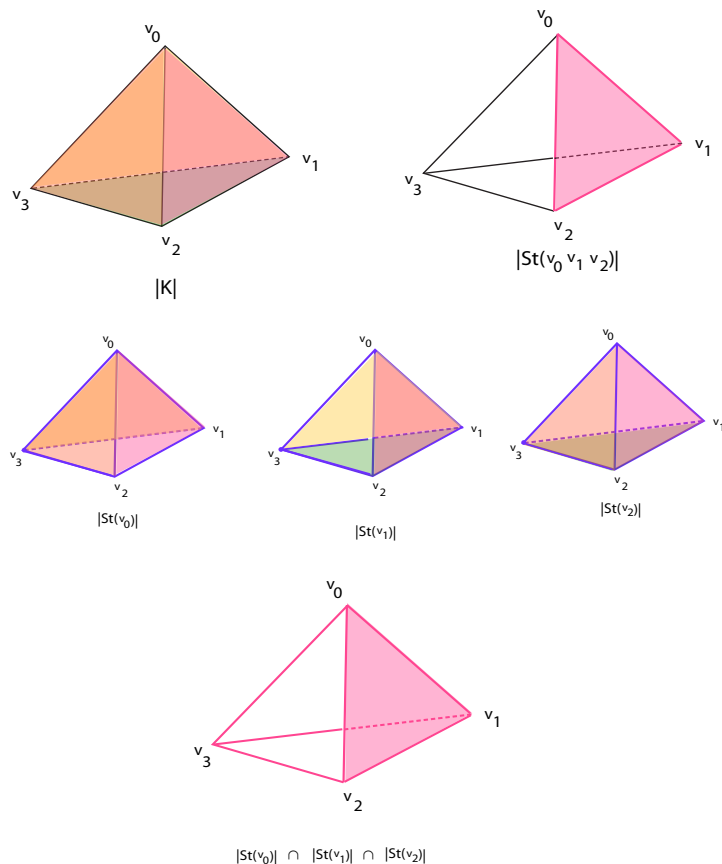 v0
v0
v1
v1
v3
v3
v2
v2
|St(v0 v1 v2)|
|K|
v0
v0
v0
v1
v1
v1
v3
v3
v3
v2
v2
v2
|St(v0)|
|St(v1)|
|St(v2)|
v0
v1
v3
v2
|St(v0)| ∩ |St(v1)| ∩ |St(v2)|